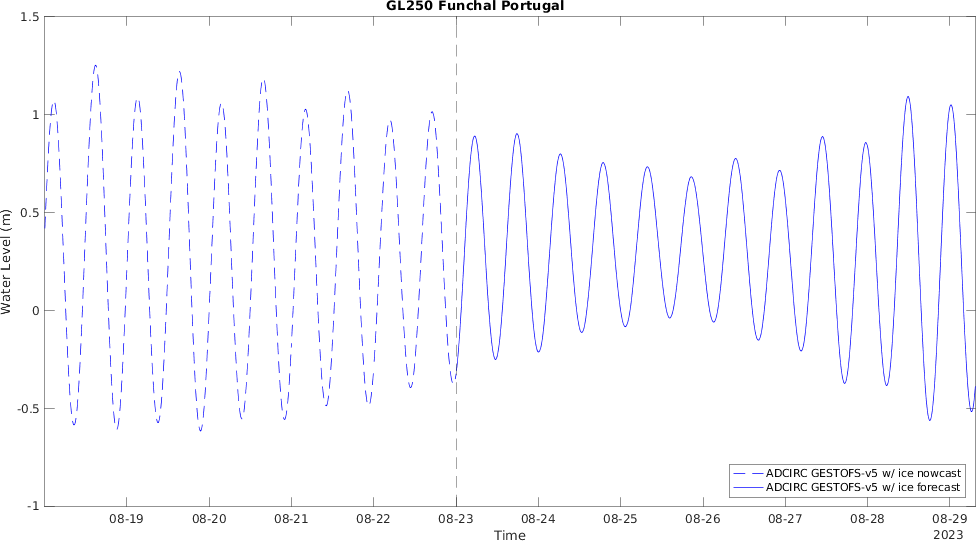 GL250 Funchal Portugal
1.5
1
0.5
0
-0.5
-1
Water Level (m)
ADCIRC GESTOFS-v5 w/ ice nowcast
ADCIRC GESTOFS-v5 w/ ice forecast
08-19 08-20 08-21 08-22 08-23 08-24 08-25 08-26 08-27 08-28 08-29
Time
2023